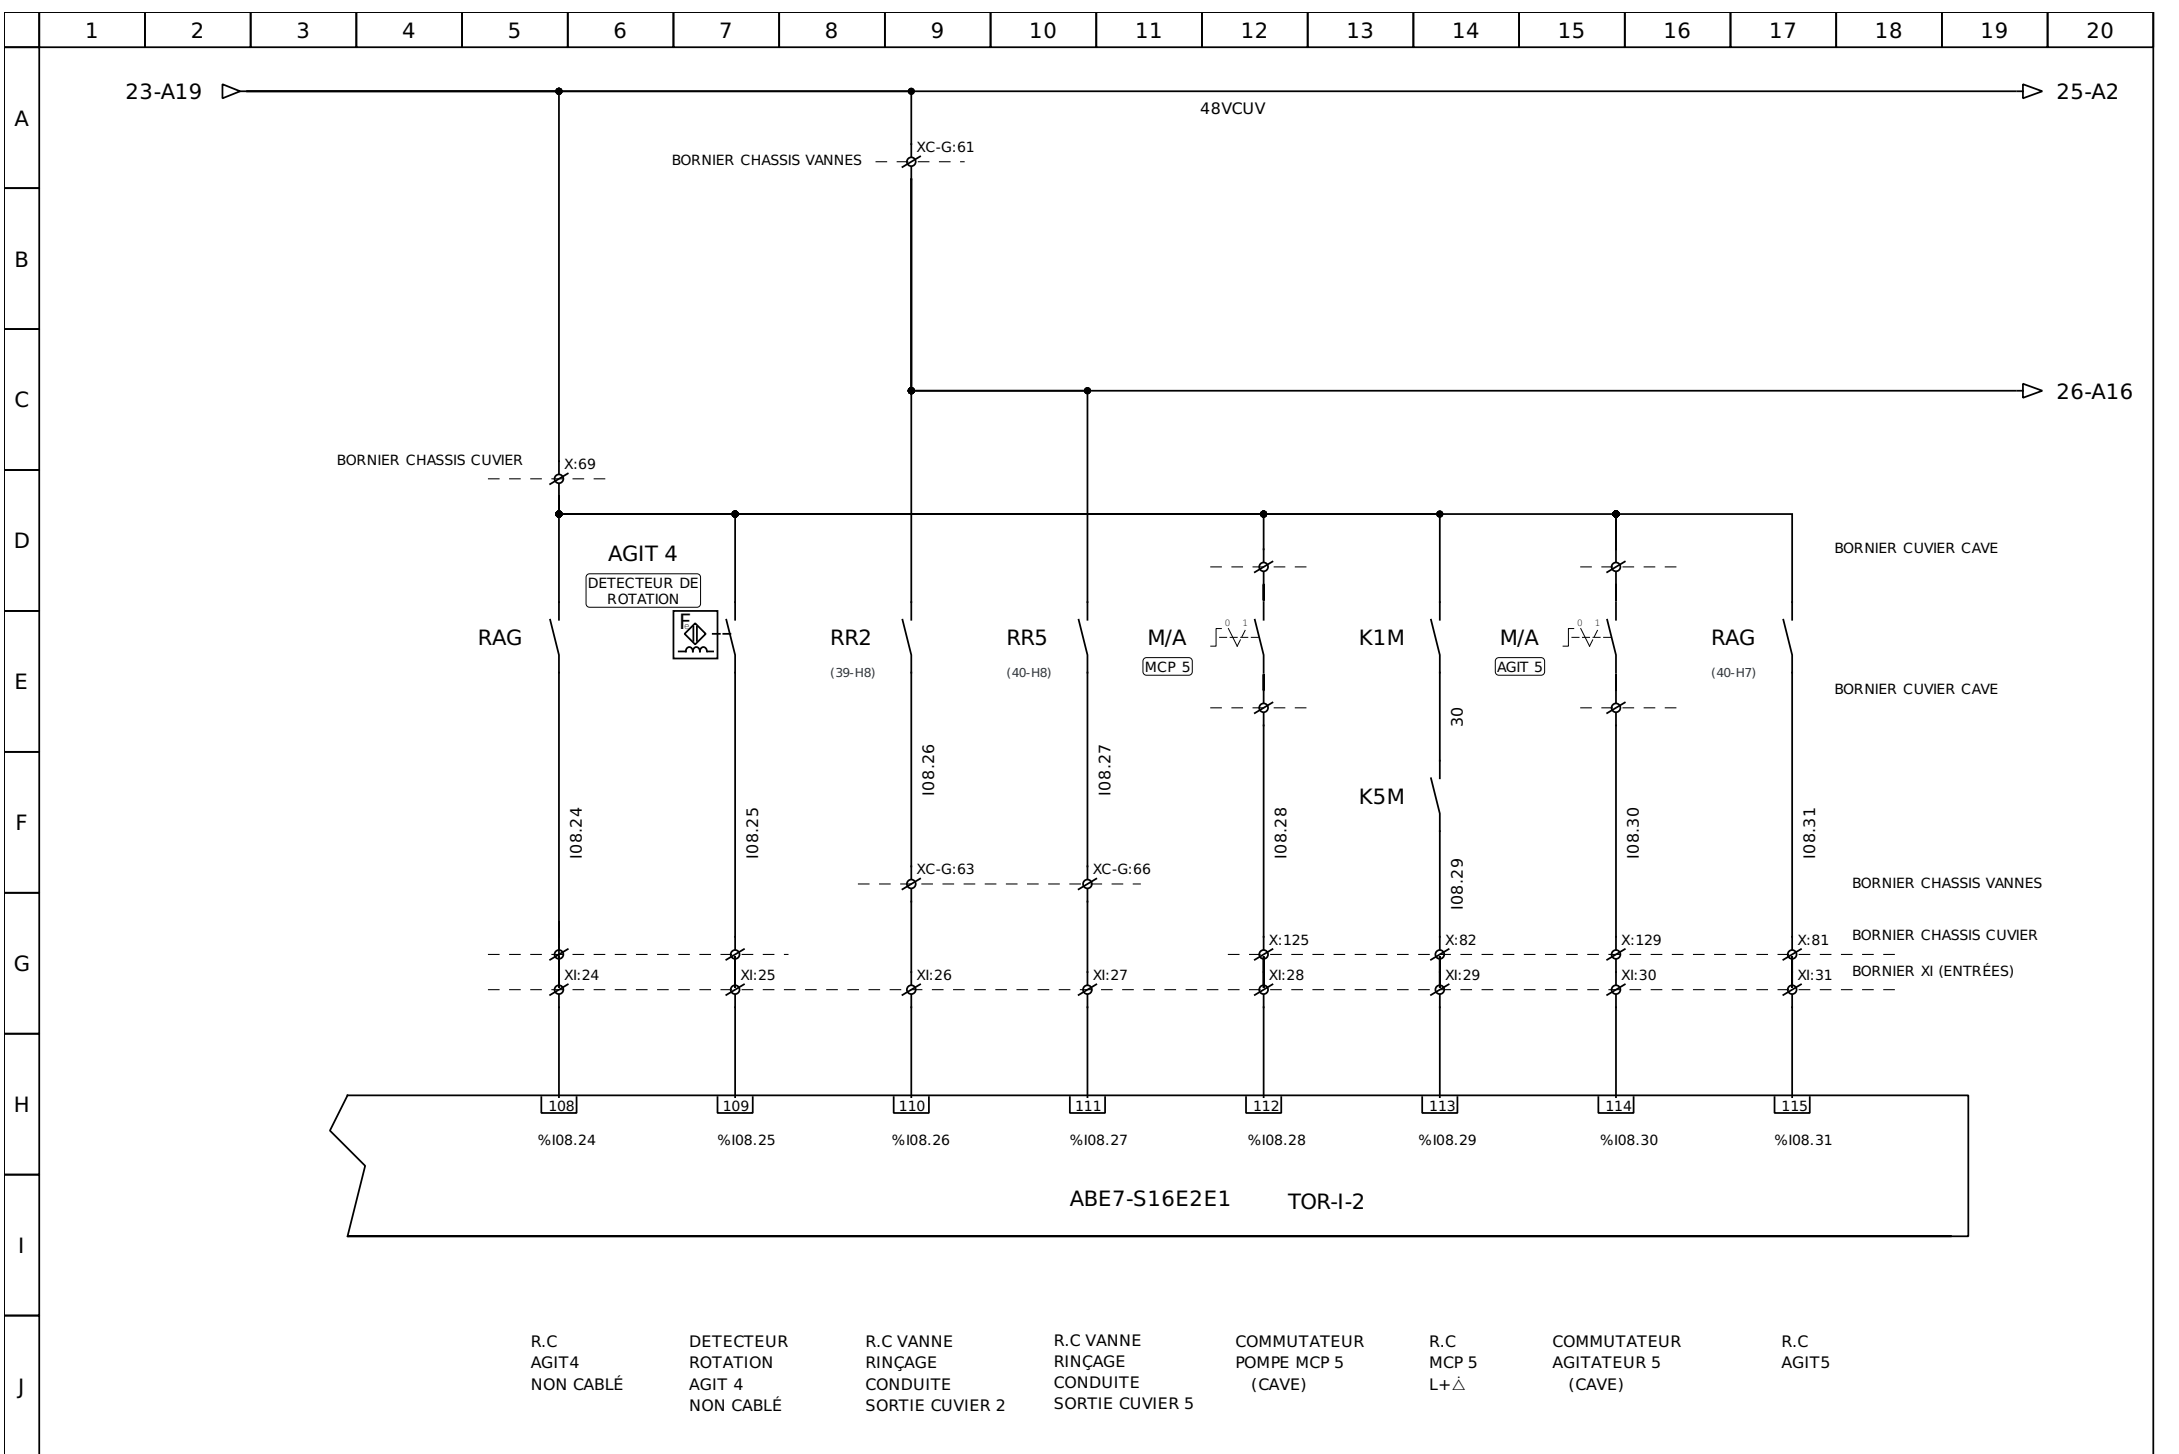 1 2 3 4 5 6 7 8 9 10 11 12 13 14 15 16 17 18 19 20
A
B
C
D
E
F
G
H
I
J
23-A19
25-A2
48VCUV
XC-G:61
BORNIER CHASSIS VANNES
26-A16
BORNIER CHASSIS CUVIER
X:69
AGIT 4
DETECTEUR DE
ROTATION
BORNIER CUVIER CAVE
F
0 1
0 1
RAG
RR2
RR5
M/A
K1M
M/A
RAG
(39-H8)
(40-H8)
MCP 5
AGIT 5
(40-H7)
BORNIER CUVIER CAVE
30
K5M
I08.24
I08.25
I08.26
I08.27
I08.28
I08.29
I08.30
I08.31
XC-G:63
XC-G:66
BORNIER CHASSIS VANNES
X:125
X:82
X:129
X:81
BORNIER CHASSIS CUVIER
XI:24
XI:25
XI:26
XI:27
XI:28
XI:29
XI:30
XI:31
BORNIER XI (ENTRÉES)
108
109
110
111
112
113
114
115
%I08.24
%I08.25
%I08.26
%I08.27
%I08.28
%I08.29
%I08.30
%I08.31
ABE7-S16E2E1
TOR-I-2
R.C
AGIT4
NON CABLÉ
DETECTEUR
ROTATION
AGIT 4
NON CABLÉ
R.C VANNE
RINÇAGE
CONDUITE
SORTIE CUVIER 2
R.C VANNE
RINÇAGE
CONDUITE
SORTIE CUVIER 5
COMMUTATEUR
POMPE MCP 5
(CAVE)
R.C
MCP 5
L+△
COMMUTATEUR
AGITATEUR 5
(CAVE)
R.C
AGIT5